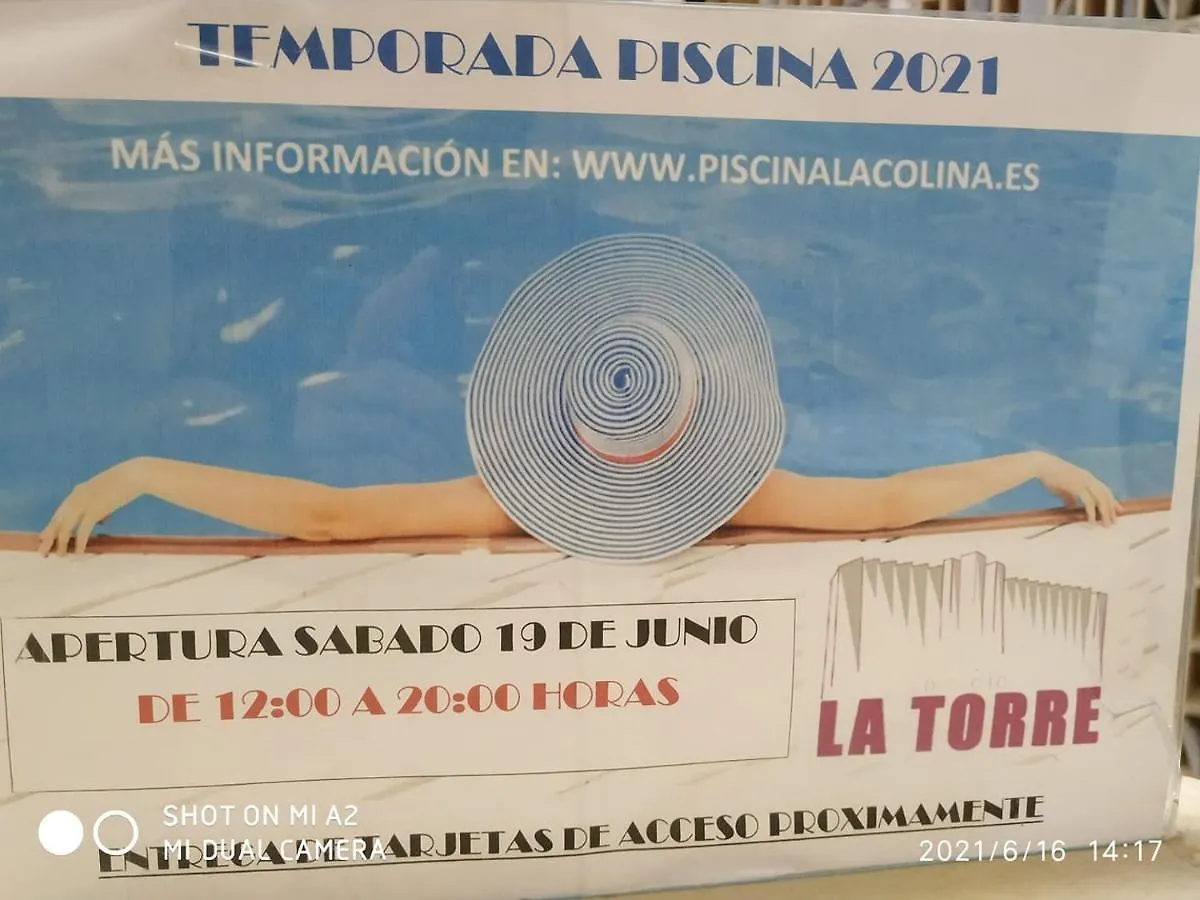 TEMPORADA PISCINA 2021
MÁS INFORMACIÓN EN: WWW.PISCINALACOLINA.ES
APERTURA SABADO 19 DE JUNIO
DE 12:00 A 20:00 HORAS
LA TORRE
ENTREGA DE TARJETAS DE ACCESO PROXIMAMENTE
SHOT ON MI A2
MI DUAL CAMERA
2021/6/16 14:17